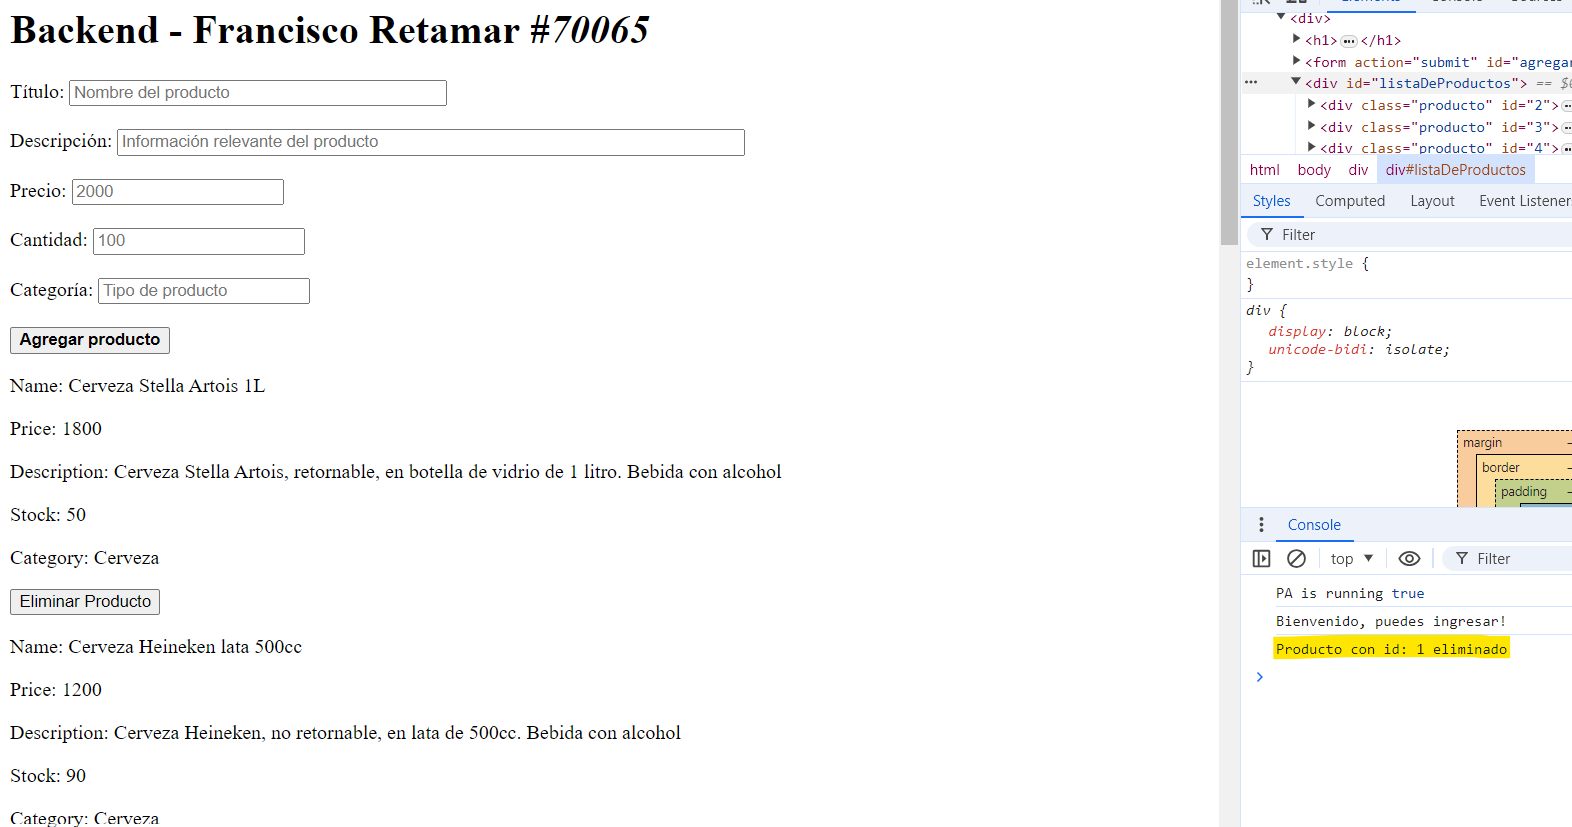 Backend - Francisco Retamar #70065
Título: Nombre del producto
Descripción: Información relevante del producto
Precio: 2000
Cantidad: 100
Categoría: Tipo de producto
Agregar producto
Name: Cerveza Stella Artois 1L
Price: 1800
Description: Cerveza Stella Artois, retornable, en botella de vidrio de 1 litro. Bebida con alcohol
Stock: 50
Category: Cerveza
Eliminar Producto
Name: Cerveza Heineken lata 500cc
Price: 1200
Description: Cerveza Heineken, no retornable, en lata de 500cc. Bebida con alcohol
Stock: 90
Category: Cerveza
<div>
<h1>…</h1>
<form action="submit" id="agregar
<div id="listaDeProductos"> == $
<div class="producto" id="2">
<div class="producto" id="3">
<div class="producto" id="4">
html body div div#listaDeProductos
Styles Computed Layout Event Listener
Filter
element.style {
}
div {
display: block;
unicode-bidi: isolate;
}
margin
border
padding
Console
top Filter
PA is running true
Bienvenido, puedes ingresar!
Producto con id: 1 eliminado